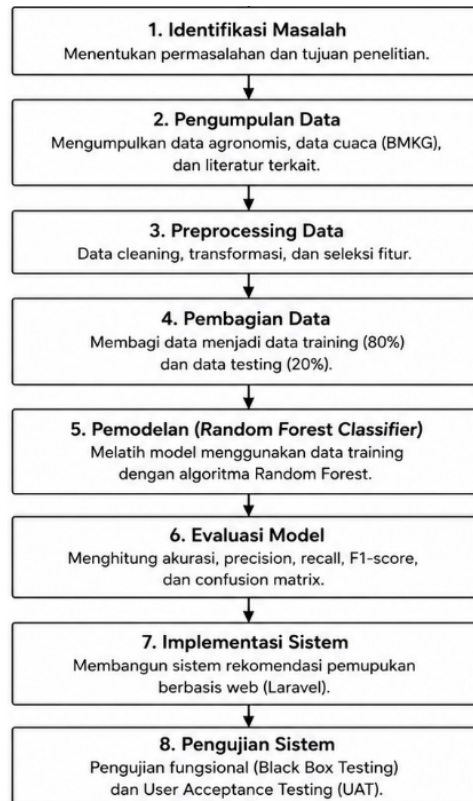 1. Identifikasi Masalah
Menentukan permasalahan dan tujuan penelitian.
2. Pengumpulan Data
Mengumpulkan data agronomis, data cuaca (BMKG),
dan literatur terkait.
3. Preprocessing Data
Data cleaning, transformasi, dan seleksi fitur.
4. Pembagian Data
Membagi data menjadi data training (80%)
dan data testing (20%).
5. Pemodelan (Random Forest Classifier)
Melatih model menggunakan data training
dengan algoritma Random Forest.
6. Evaluasi Model
Menghitung akurasi, precision, recall, F1-score,
dan confusion matrix.
7. Implementasi Sistem
Membangun sistem rekomendasi pemupukan
berbasis web (Laravel).
8. Pengujian Sistem
Pengujian fungsional (Black Box Testing)
dan User Acceptance Testing (UAT).